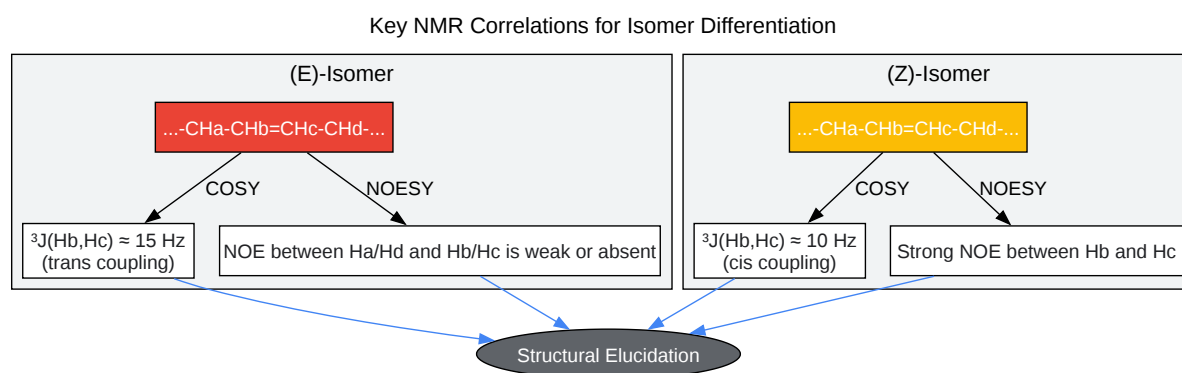 Key NMR Correlations for Isomer Differentiation
(E)-Isomer
...-CHa-CHb=CHc-CHd-...
COSY
NOESY
³J(Hb,Hc) ≈ 15 Hz
(trans coupling)
NOE between Ha/Hd and Hb/Hc is weak or absent
(Z)-Isomer
...-CHa-CHb=CHc-CHd-...
COSY
NOESY
³J(Hb,Hc) ≈ 10 Hz
(cis coupling)
Strong NOE between Hb and Hc
Structural Elucidation